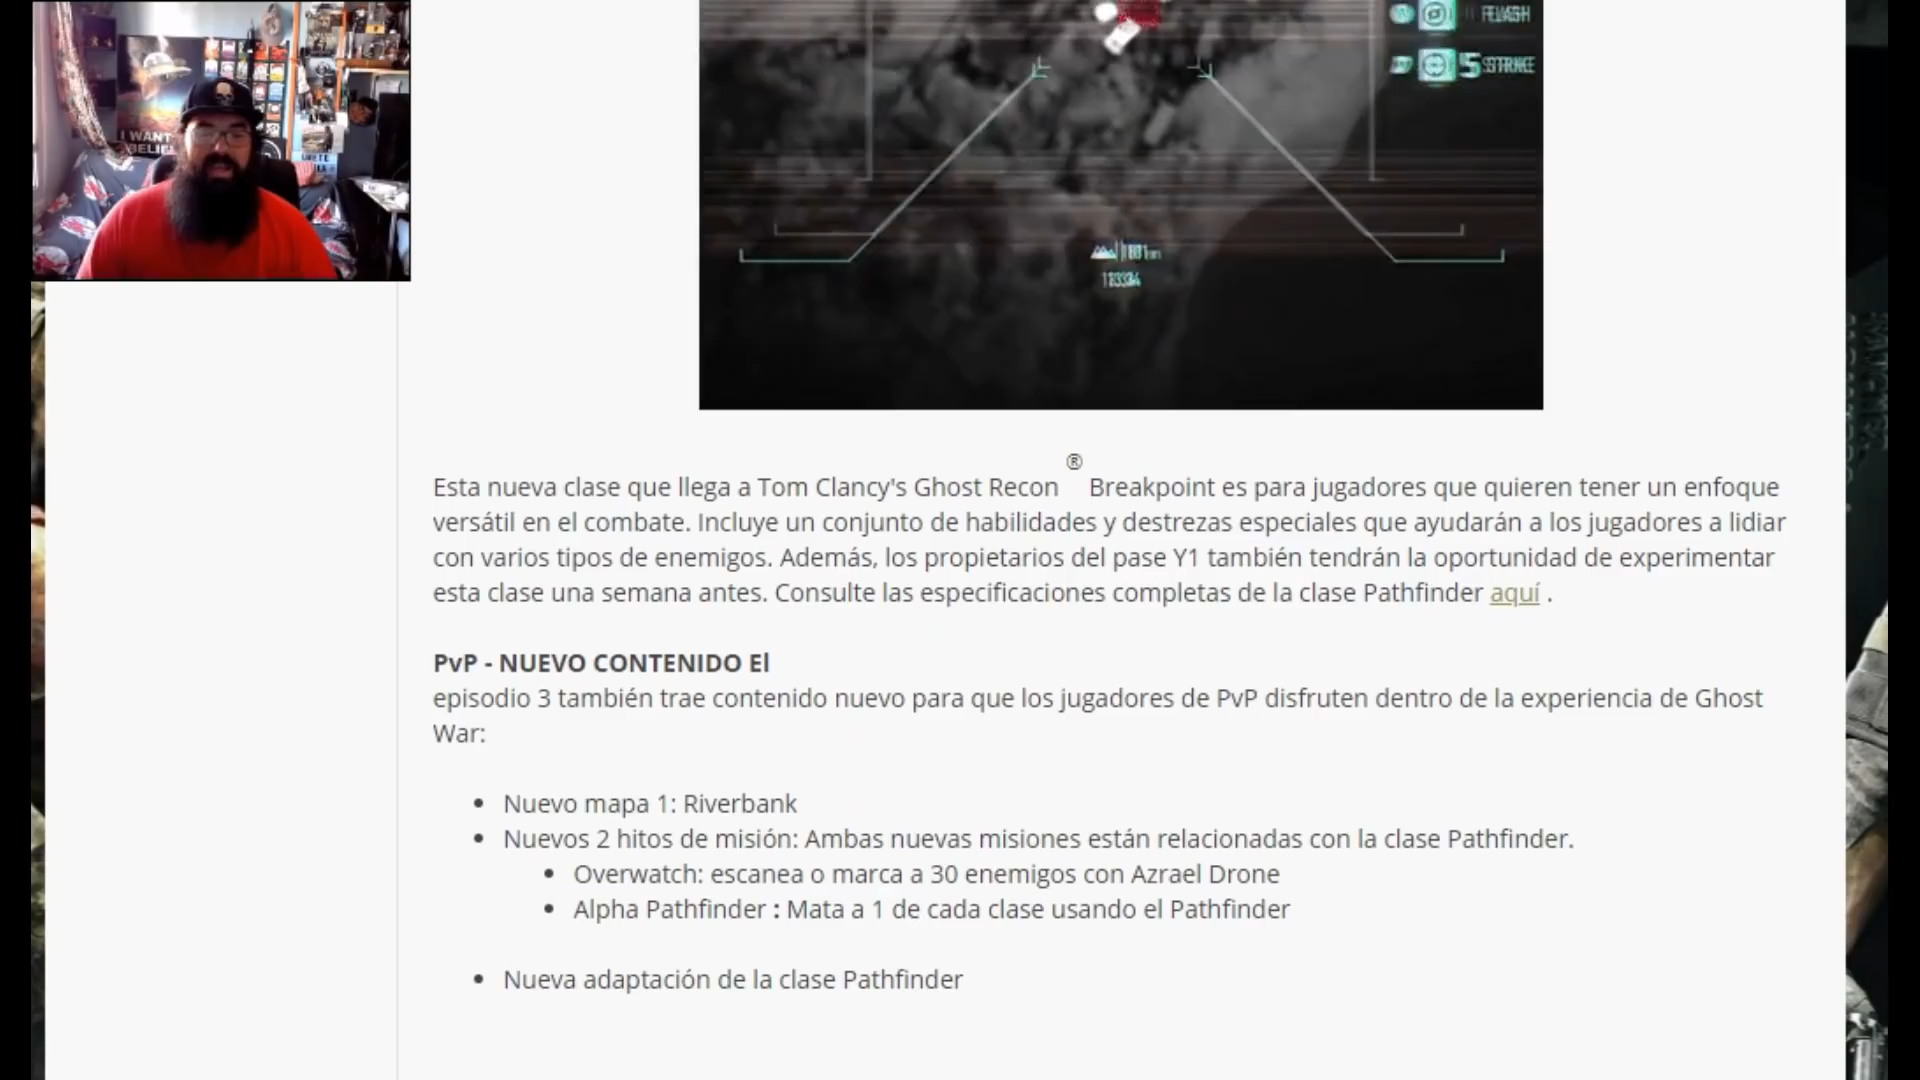 I WANT
FLASH
5 STRIKE
Esta nueva clase que llega a Tom Clancy's Ghost Recon ® Breakpoint es para jugadores que quieren tener un enfoque
versátil en el combate. Incluye un conjunto de habilidades y destrezas especiales que ayudarán a los jugadores a lidiar
con varios tipos de enemigos. Además, los propietarios del pase Y1 también tendrán la oportunidad de experimentar
esta clase una semana antes. Consulte las especificaciones completas de la clase Pathfinder aquí .
PvP - NUEVO CONTENIDO El
episodio 3 también trae contenido nuevo para que los jugadores de PvP disfruten dentro de la experiencia de Ghost
War:
• Nuevo mapa 1: Riverbank
• Nuevos 2 hitos de misión: Ambas nuevas misiones están relacionadas con la clase Pathfinder.
• Overwatch: escanea o marca a 30 enemigos con Azrael Drone
• Alpha Pathfinder : Mata a 1 de cada clase usando el Pathfinder
• Nueva adaptación de la clase Pathfinder